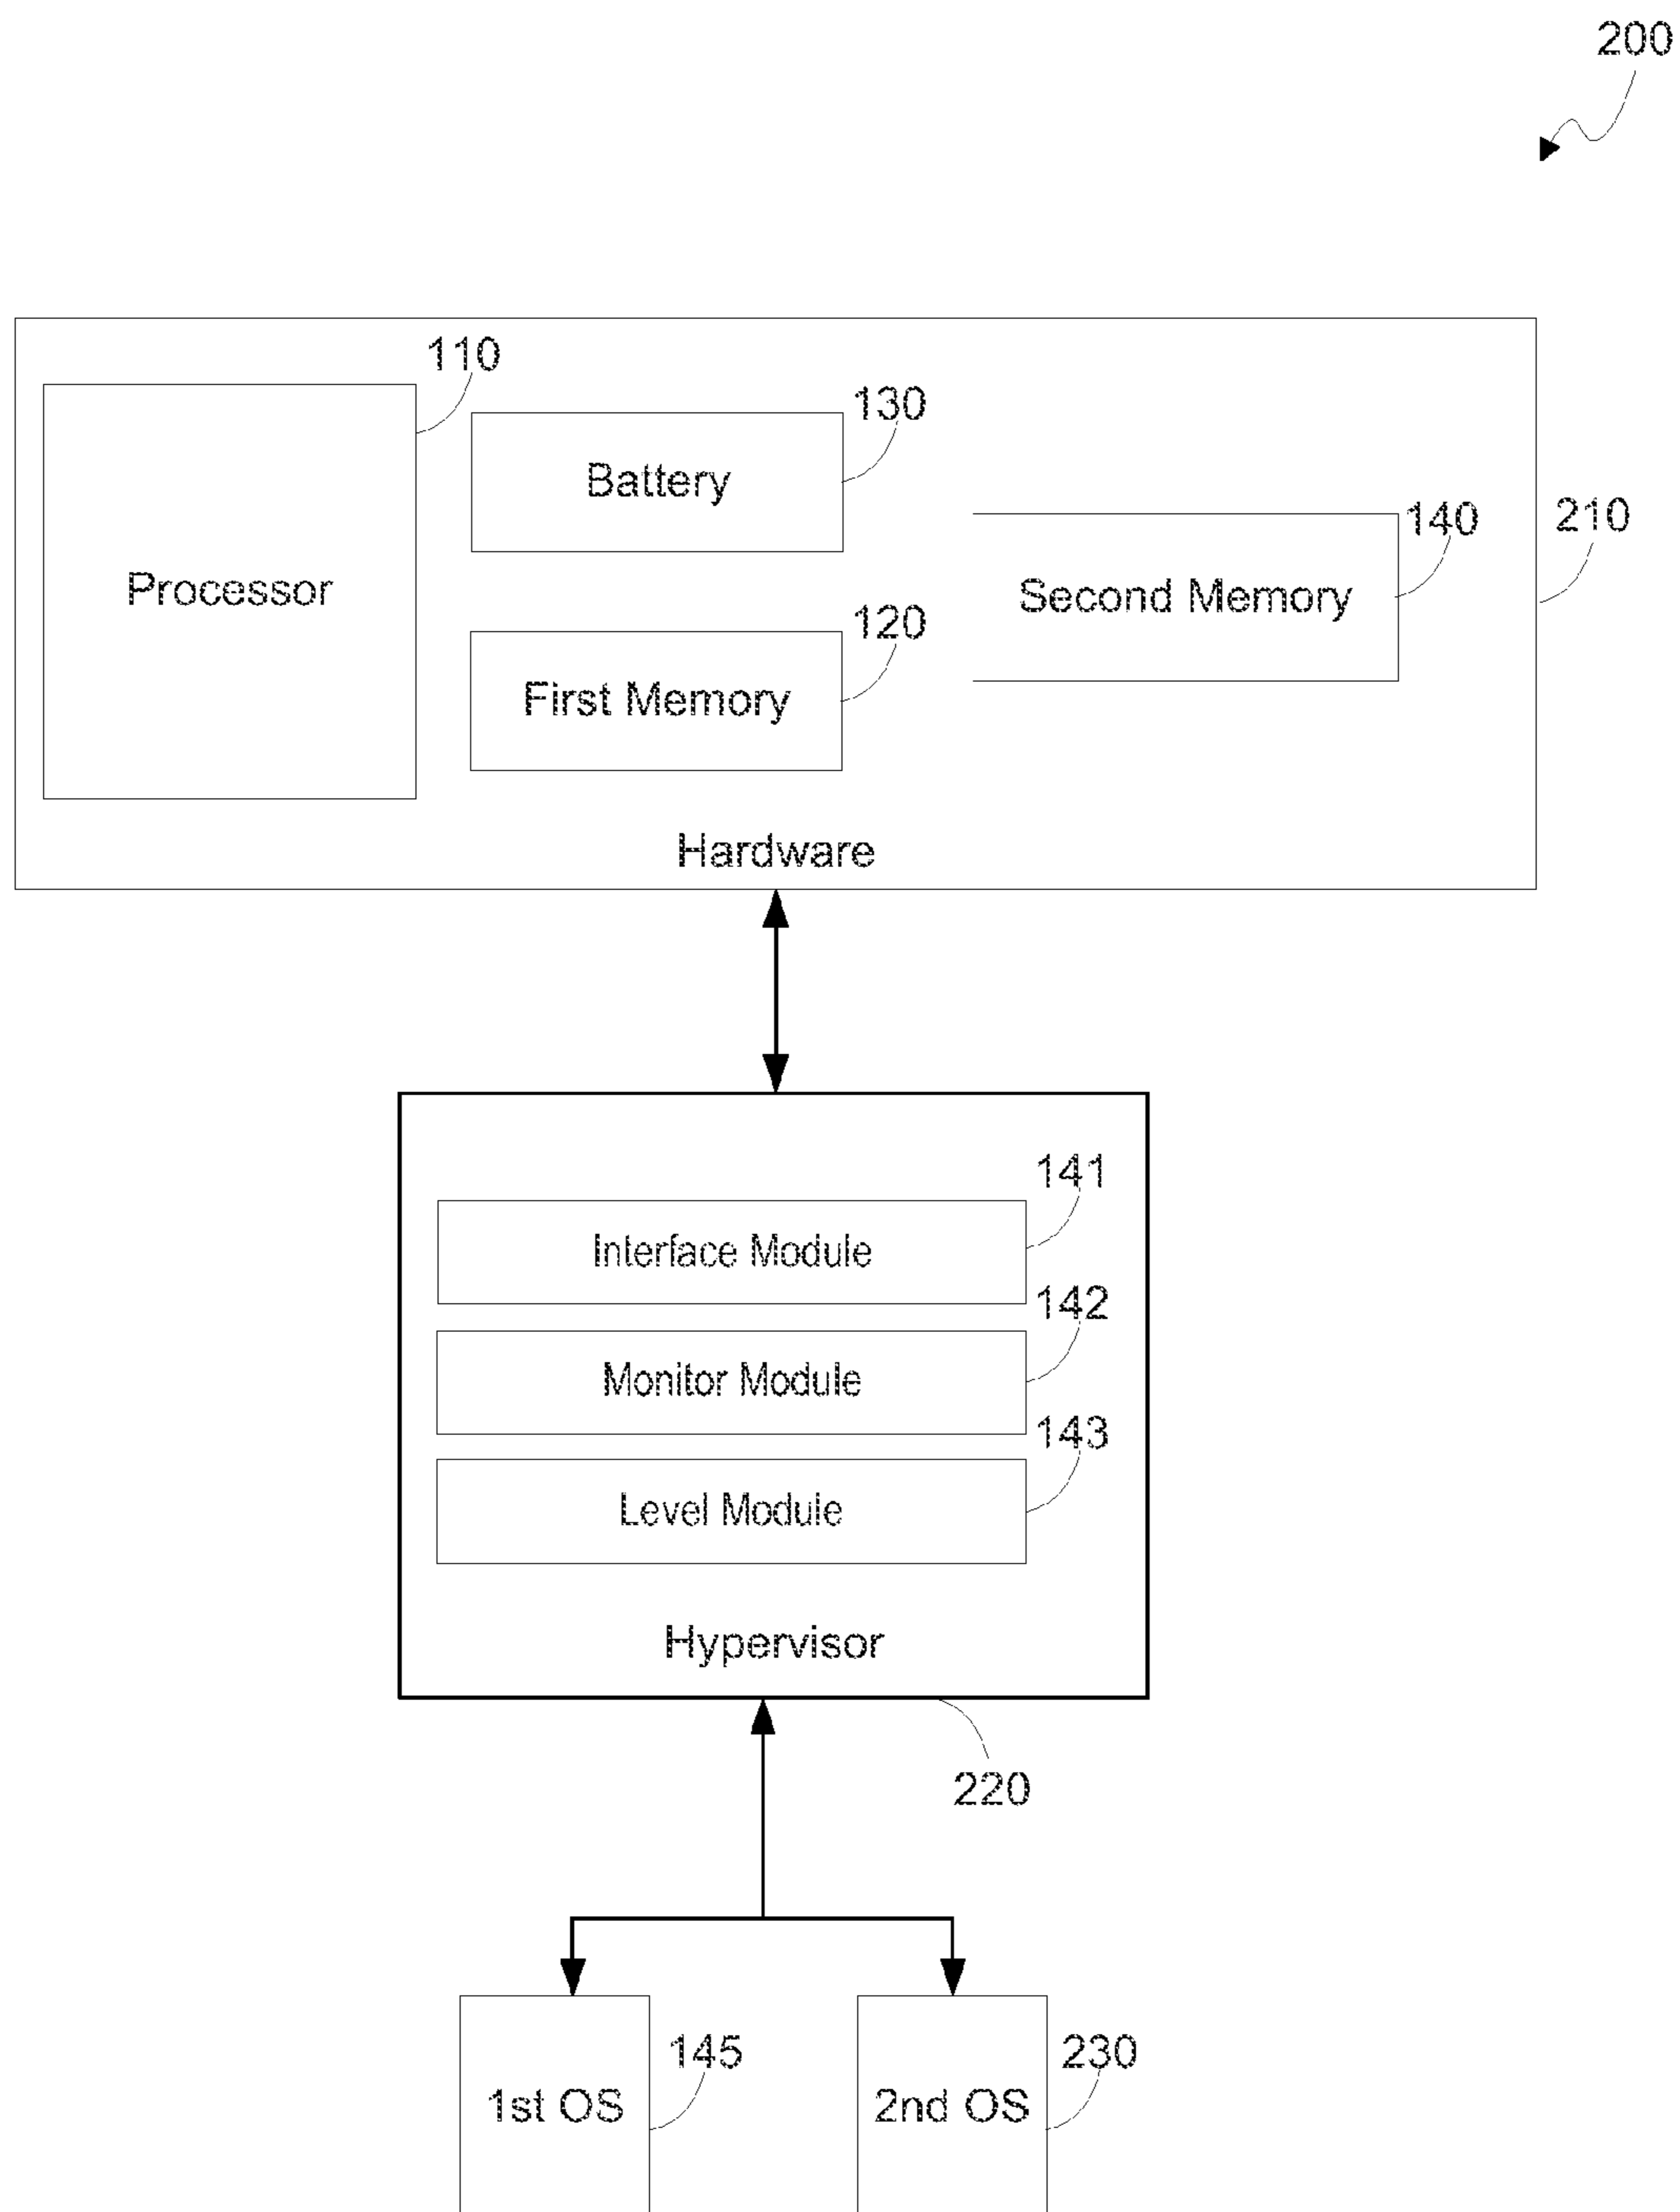 200
110
130
Battery
140
210
Processor
Second Memory
120
First Memory
Hardware
141
Interface Module
142
Monitor Module
143
Level Module
Hypervisor
220
145
230
1st OS
2nd OS